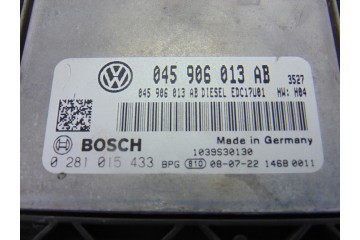 045 906 013 AB 3527
045 906 013 AB DIESEL EDC17U01 HW: H04
BOSCH Made in Germany
1039S30130
0 281 015 433 BPG 610 08-07-22 1468 0011